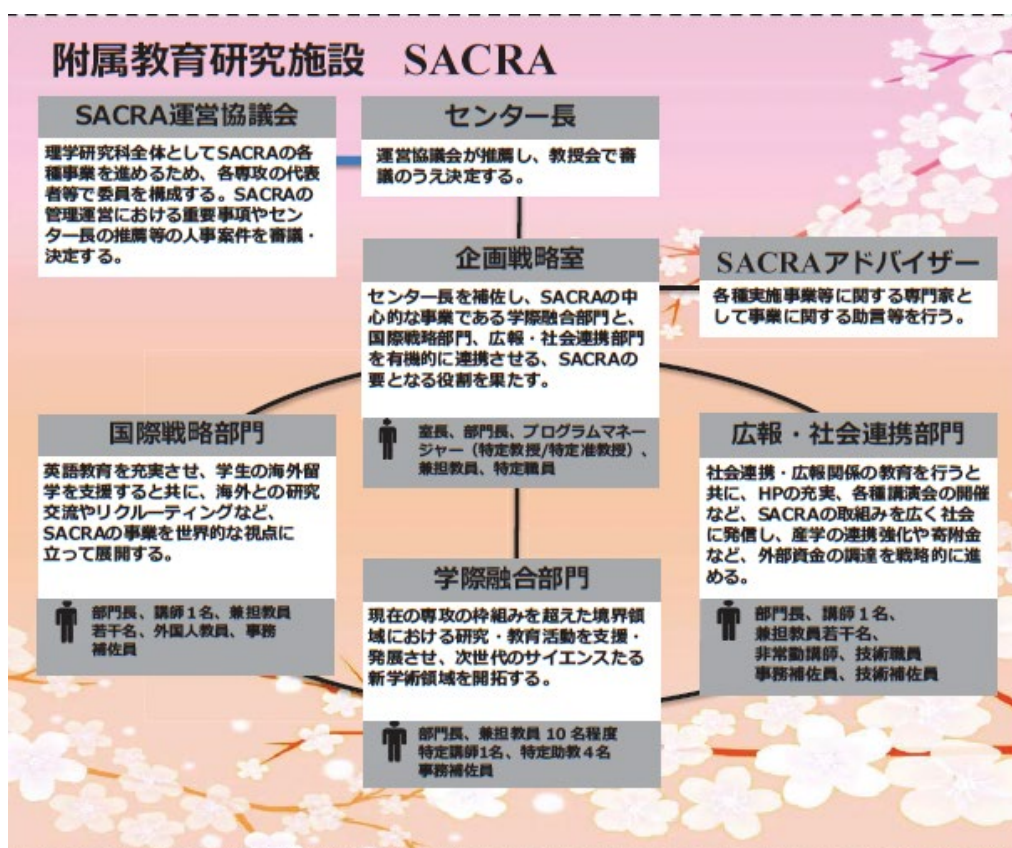 附属教育研究施設 SACRA
SACRA運営協議会
理学研究科全体としてSACRAの各
種事業を進めるため、各専攻の代表
者等で委員を構成する。SACRAの
管理運営における重要事項やセン
ター長の推薦等の人事案件を審議・
決定する。
センター長
運営協議会が推薦し、教授会で審
議のうえ決定する。
企画戦略室
センター長を補佐し、SACRAの中
心的な事業である学際融合部門と、
国際戦略部門、広報・社会連携部門
を有機的に連携させる、SACRAの
要となる役割を果たす。
室長、部門長、プログラムマネー
ジャー（特定教授/特定准教授）、
兼担教員、特定職員
SACRAアドバイザー
各種実施事業等に関する専門家と
して事業に関する助言等を行う。
国際戦略部門
英語教育を充実させ、学生の海外留
学を支援すると共に、海外との研究
交流やリクルーティングなど、
SACRAの事業を世界的な視点に
立って展開する。
部門長、講師１名、兼担教員
若干名、外国人教員、事務
補佐員
広報・社会連携部門
社会連携・広報関係の教育を行うと
共に、HPの充実、各種講演会の開催
など、SACRAの取組みを広く社会
に発信し、産学の連携強化や寄附金
など、外部資金の調達を戦略的に進
める。
部門長、講師１名、
兼担教員若干名、
非常勤講師、技術職員
事務補佐員、技術補佐員
学際融合部門
現在の専攻の枠組みを超えた境界領
域における研究・教育活動を支援・
発展させ、次世代のサイエンスたる
新学術領域を開拓する。
部門長、兼担教員 10 名程度
特定講師1名、特定助教４名
事務補佐員